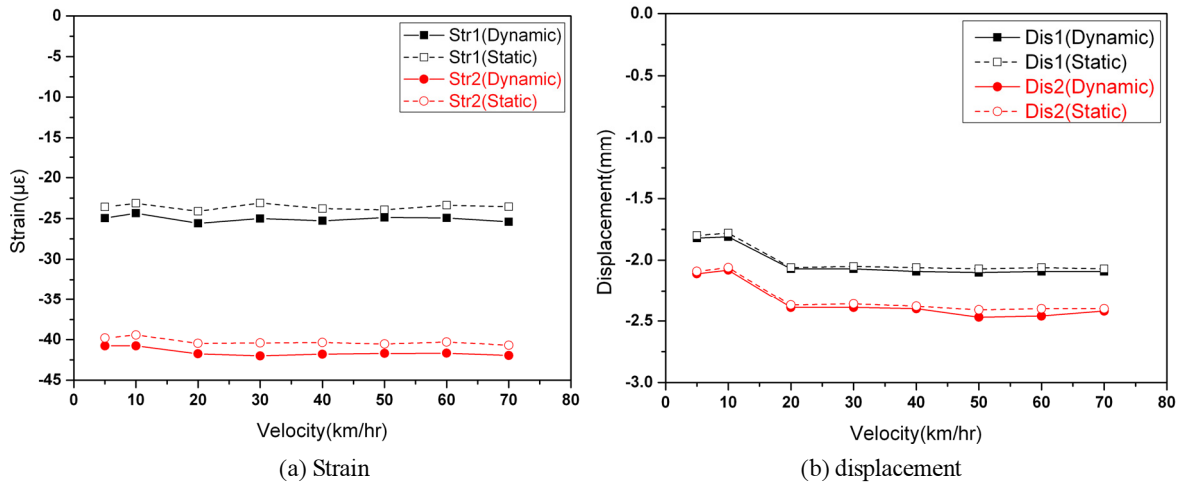 0
-5
-10
-15
-20
-25
-30
-35
-40
-45
Strain(με)
Str1(Dynamic)
Str1(Static)
Str2(Dynamic)
Str2(Static)
0 10 20 30 40 50 60 70 80
Velocity(km/hr)
(a) Strain
0.0
-0.5
-1.0
-1.5
-2.0
-2.5
-3.0
Displacement(mm)
Dis1(Dynamic)
Dis1(Static)
Dis2(Dynamic)
Dis2(Static)
0 10 20 30 40 50 60 70 80
Velocity(km/hr)
(b) displacement